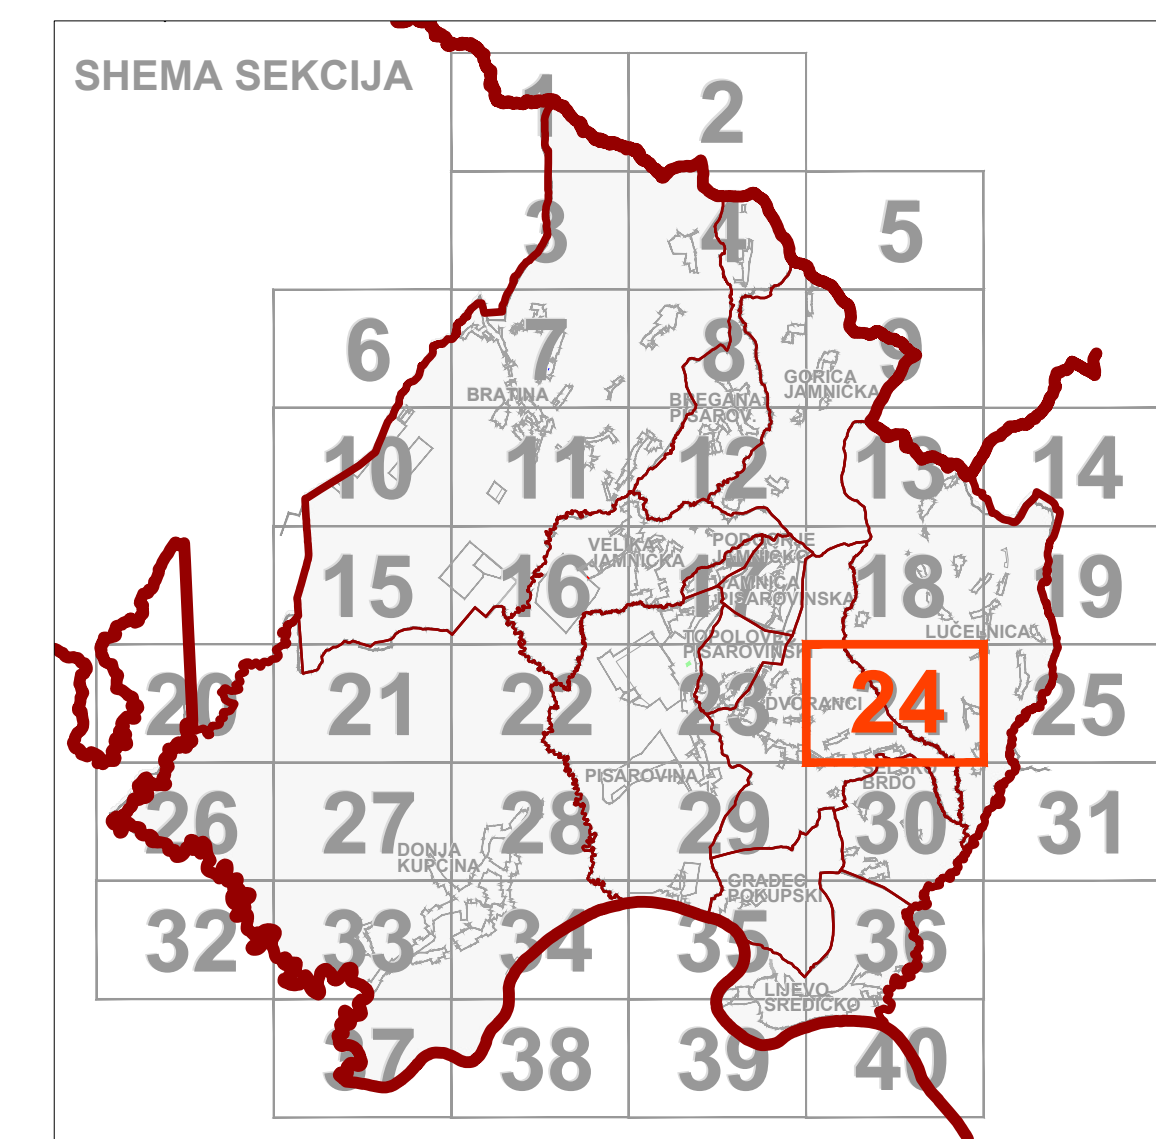 SHEMA SEKCIJA
1
2
3
4
5
6
7
8
9
GORICA
JAMNIČKA
BRATINA
BREGANA
PISAROV.
10
11
12
13
14
VELIKA
JAMNIČKA
PODGORJE
JAMNIČKO
15
16
17
18
19
JAMNICA
PISAROVINSKA
LUČELNICA
TOPOLOVEC
PISAROVINSKI
20
21
22
23
DVORANCI
24
25
PISAROVINA
SELSKO
BRDO
26
27
28
29
30
31
DONJA
KUPČINA
GRADEC
POKUPSKI
32
33
34
35
36
LIJEVO
SREDIČKO
37
38
39
40